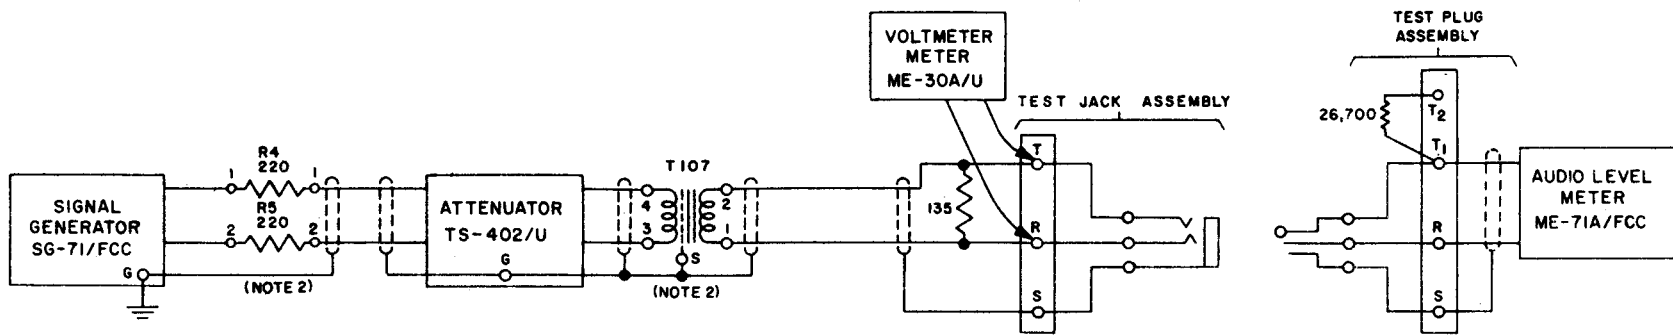 SIGNAL
GENERATOR
SG-71/FCC
G
1
R4
220
1
2
R5
220
2
(NOTE 2)
ATTENUATOR
TS-402/U
G
T107
4
3
2
1
S
(NOTE 2)
VOLTMETER
METER
ME-30A/U
TEST JACK ASSEMBLY
135
T
R
S
TEST PLUG
ASSEMBLY
26,700
T2
T1
R
S
AUDIO LEVEL
METER
ME-71A/FCC